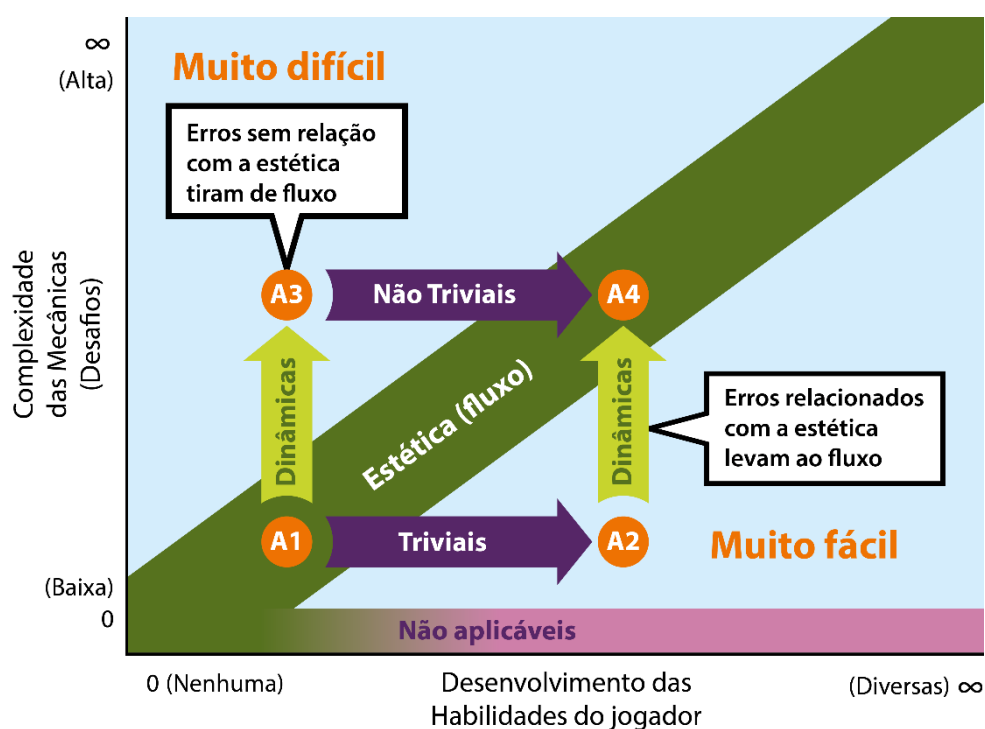 ∞
(Alta)
Muito difícil
Erros sem relação
com a estética
tiram de fluxo
Complexidade
das Mecânicas
(Desafios)
A3
Não Triviais
A4
Dinâmicas
Estética (fluxo)
Dinâmicas
Erros relacionados
com a estética
levam ao fluxo
A1
Triviais
A2
Muito fácil
(Baixa)
0
Não aplicáveis
0 (Nenhuma)
Desenvolvimento das
Habilidades do jogador
(Diversas) ∞